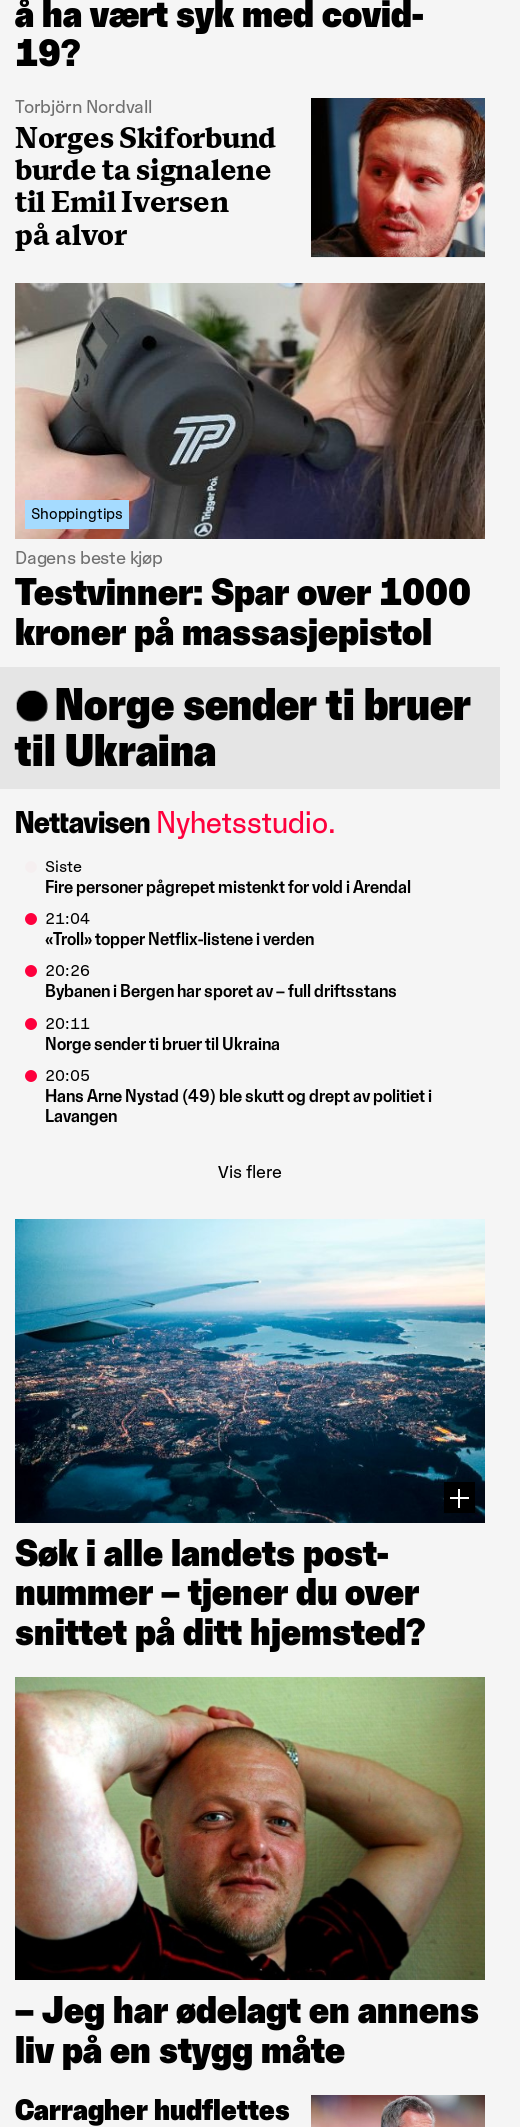 å ha vært syk med covid-
19?
Torbjörn Nordvall
Norges Skiforbund
burde ta signalene
til Emil Iversen
på alvor
TP
Trigger Poi
Shoppingtips
Dagens beste kjøp
Testvinner: Spar over 1000
kroner på massasjepistol
Norge sender ti bruer
til Ukraina
Nettavisen Nyhetsstudio.
Siste
Fire personer pågrepet mistenkt for vold i Arendal
21:04
«Troll» topper Netflix-listene i verden
20:26
Bybanen i Bergen har sporet av – full driftsstans
20:11
Norge sender ti bruer til Ukraina
20:05
Hans Arne Nystad (49) ble skutt og drept av politiet i
Lavangen
Vis flere
Søk i alle landets post-
nummer – tjener du over
snittet på ditt hjemsted?
– Jeg har ødelagt en annens
liv på en stygg måte
Carragher hudflettes